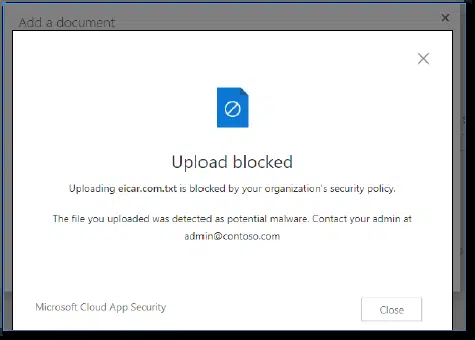 Add a document
Upload blocked
Uploading eicar.com.txt is blocked by your organization's security policy.
The file you uploaded was detected as potential malware. Contact your admin at
admin@contoso.com
Microsoft Cloud App Security
Close